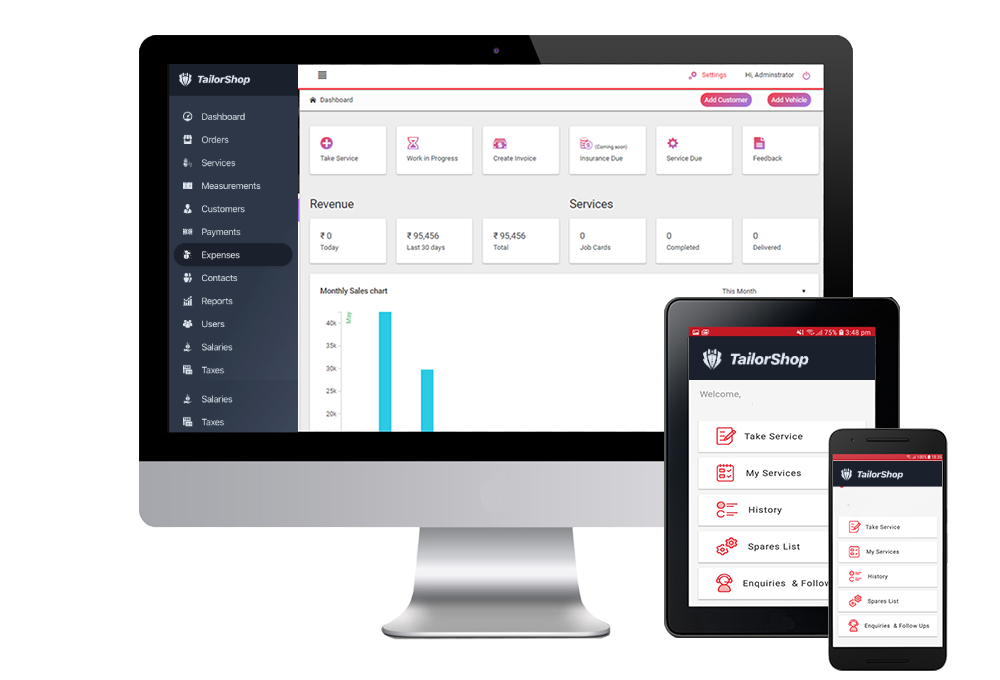 TailorShop
Settings
Hi, Adminstrator
Dashboard
Add Customer
Add Vehicle
Dashboard
Orders
Services
Measurements
Customers
Payments
Expenses
Contacts
Reports
Users
Salaries
Taxes
Salaries
Taxes
Take Service
Work in Progress
Create Invoice
(Coming soon)
Insurance Due
Service Due
Feedback
Revenue
Services
₹ 0
Today
₹ 95,456
Last 30 days
₹ 95,456
Total
0
Job Cards
0
Completed
0
Delivered
Monthly Sales chart
This Month
May
40k
35k
30k
25k
20k
75% 3:48 pm
TailorShop
Welcome,
Take Service
My Services
History
Spares List
Enquiries & Follow
TailorShop
Take Service
My Services
History
Spares List
Enquiries & Follow Ups